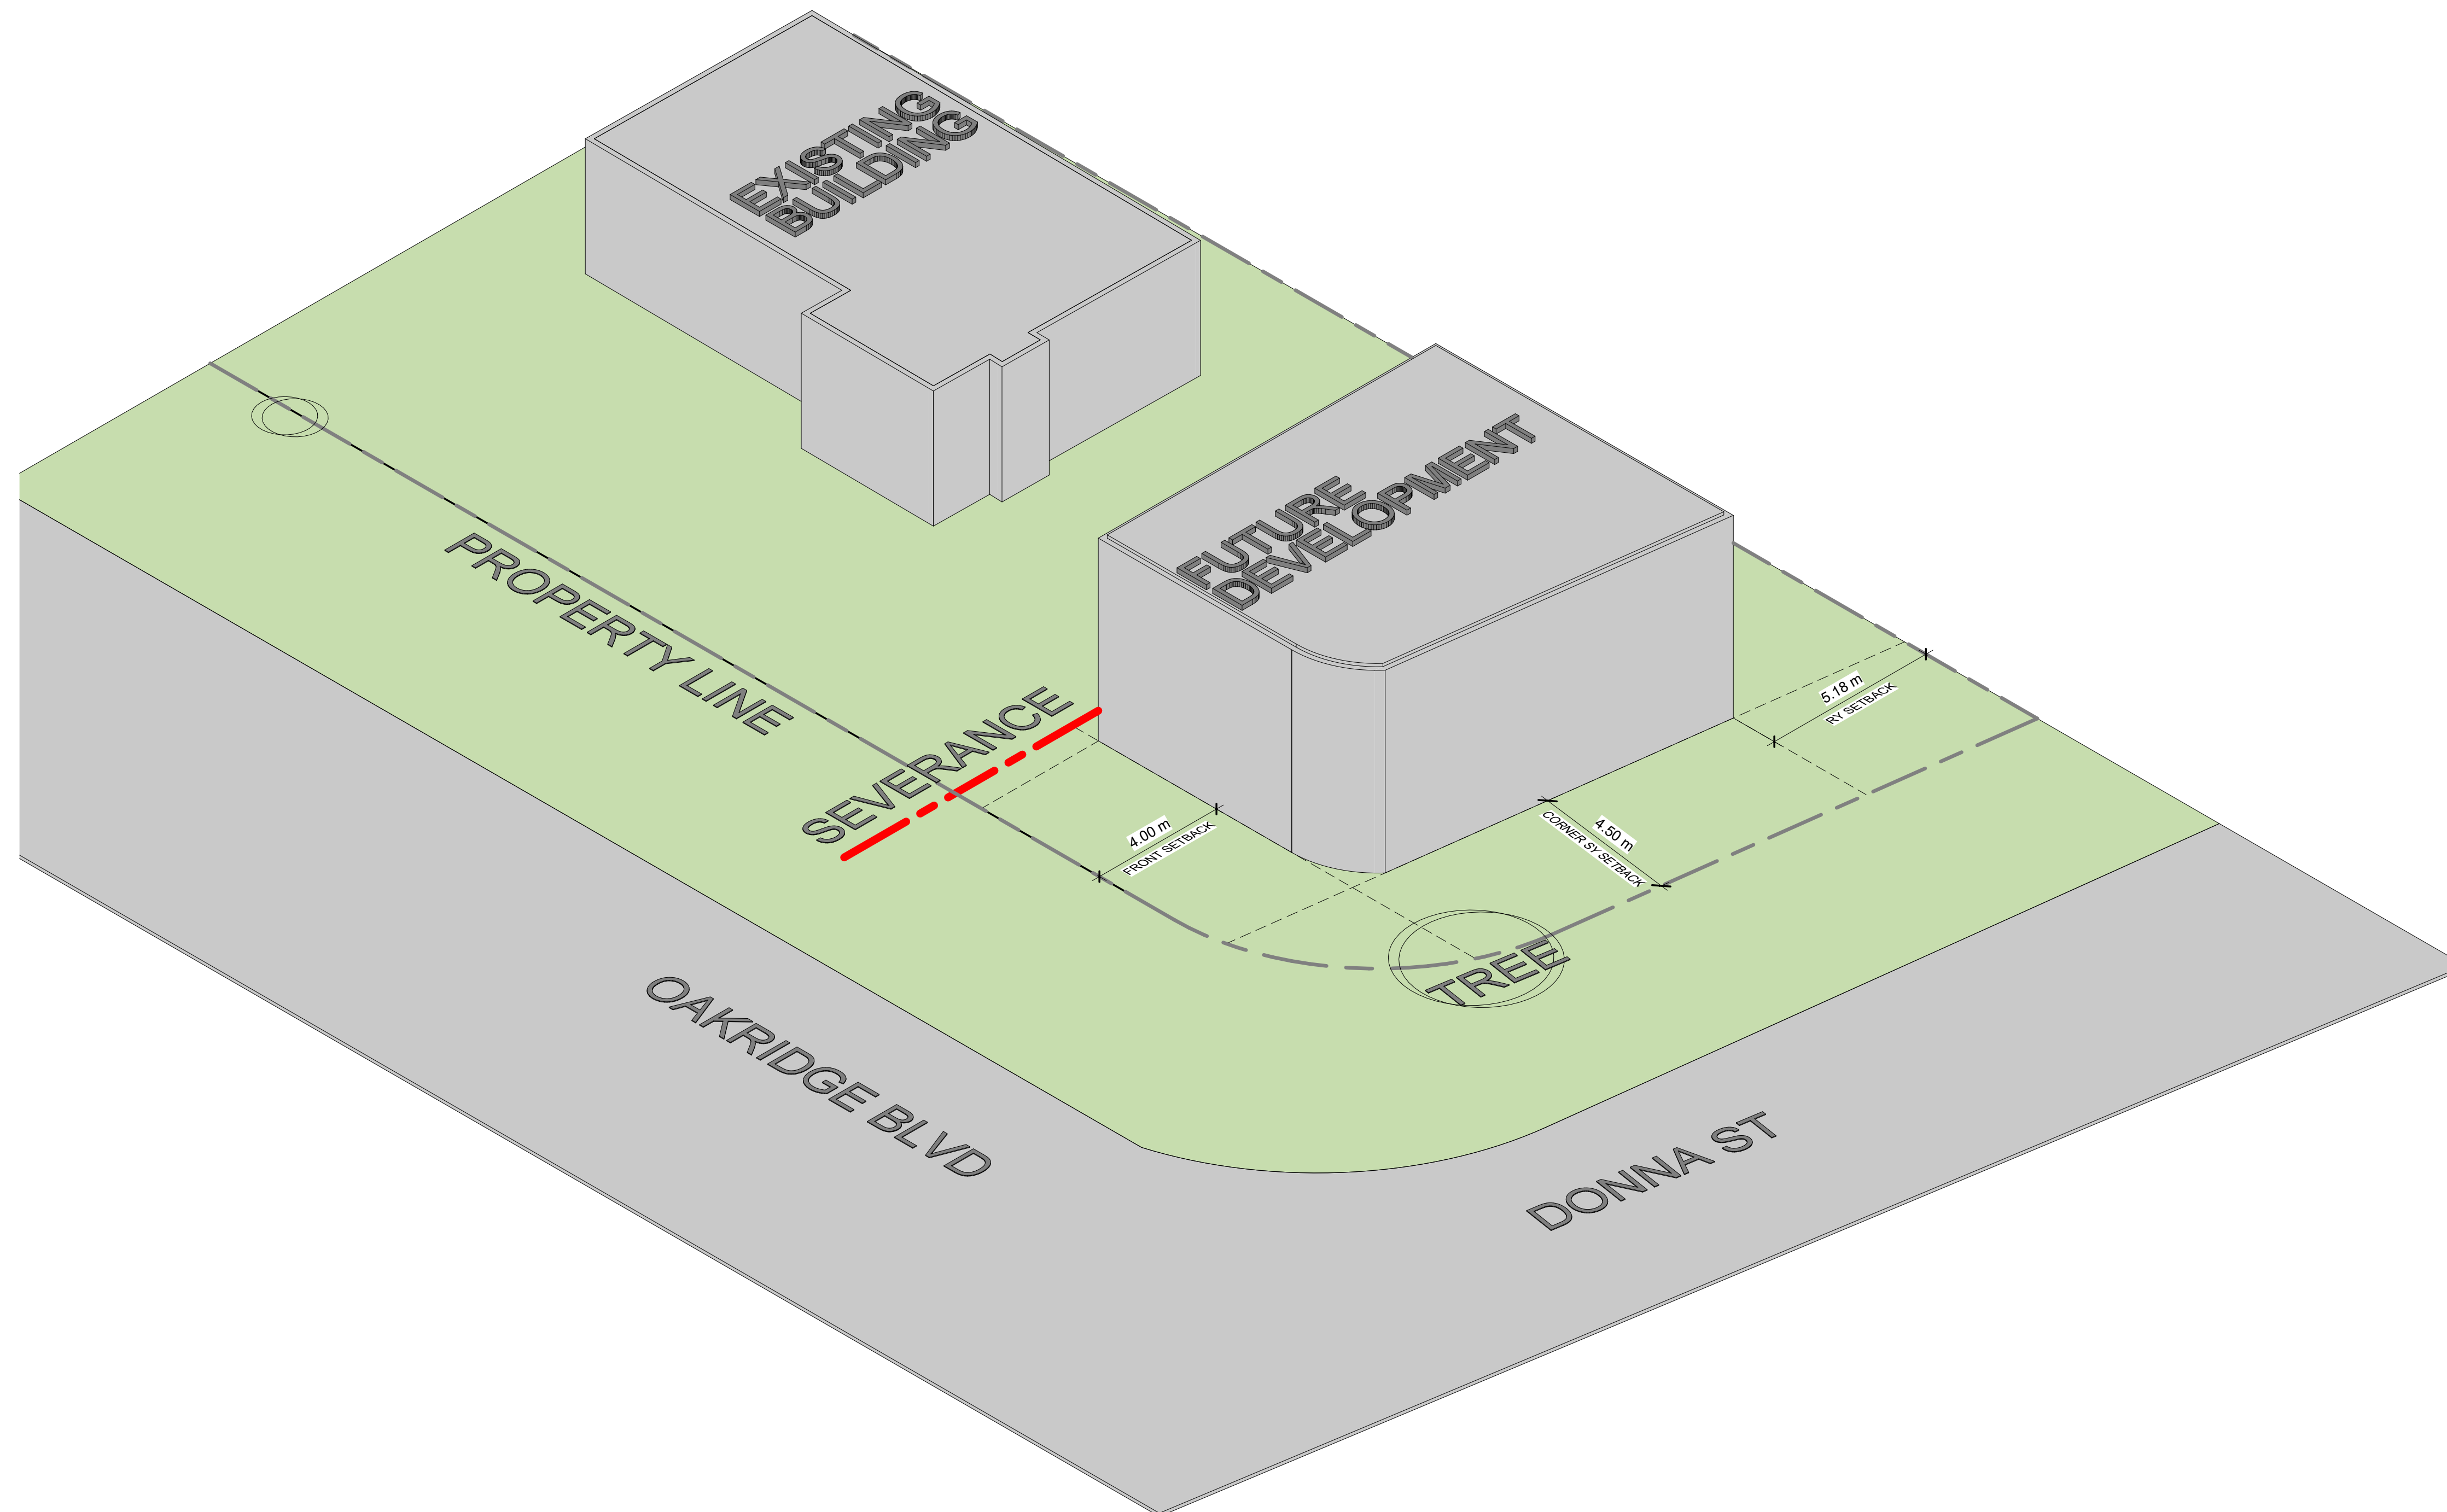 EXISTING
BUILDING
FUTURE
DEVELOPMENT
PROPERTY LINE
SEVERANCE
5.18 m
RY SETBACK
4.00 m
FRONT SETBACK
4.50 m
CORNER SY SETBACK
TREE
OAKRIDGE BLVD
DONNA ST